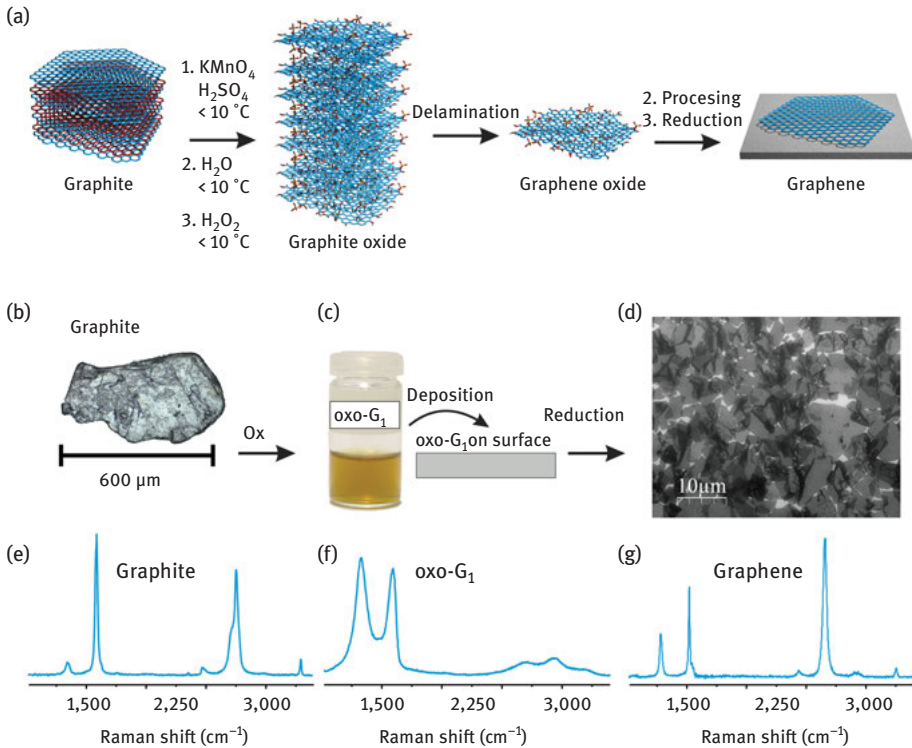 (a)
1. KMnO₄
H₂SO₄
< 10 °C
2. H₂O
< 10 °C
3. H₂O₂
< 10 °C
Graphite
Graphite oxide
Delamination
Graphene oxide
2. Procesing
3. Reduction
Graphene
(b)
Graphite
600 µm
Ox
(c)
oxo-G₁
Deposition
oxo-G₁on surface
Reduction
(d)
10µm
(e)
Graphite
1,500 2,250 3,000
Raman shift (cm⁻¹)
(f)
oxo-G₁
1,500 2,250 3,000
Raman shift (cm⁻¹)
(g)
Graphene
1,500 2,250 3,000
Raman shift (cm⁻¹)